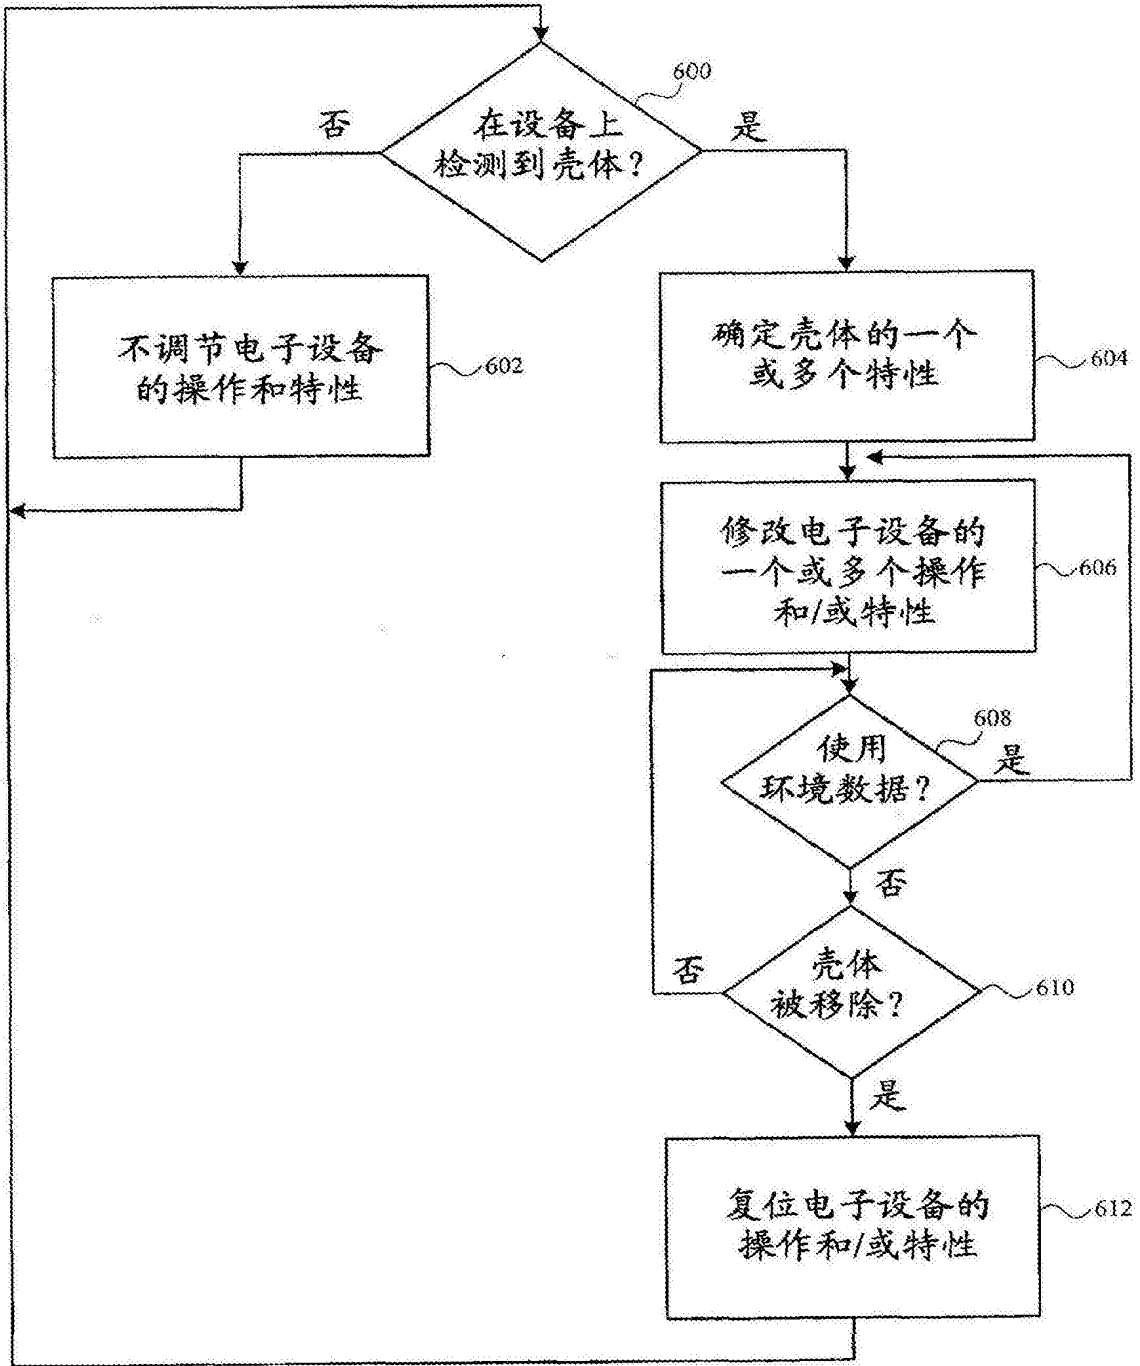 600
否
在设备上
检测到壳体？
是
不调节电子设备
的操作和特性
602
确定壳体的一个
或多个特性
604
修改电子设备的
一个或多个操作
和/或特性
606
608
使用
环境数据？
是
否
壳体
被移除？
否
610
是
复位电子设备的
操作和/或特性
612